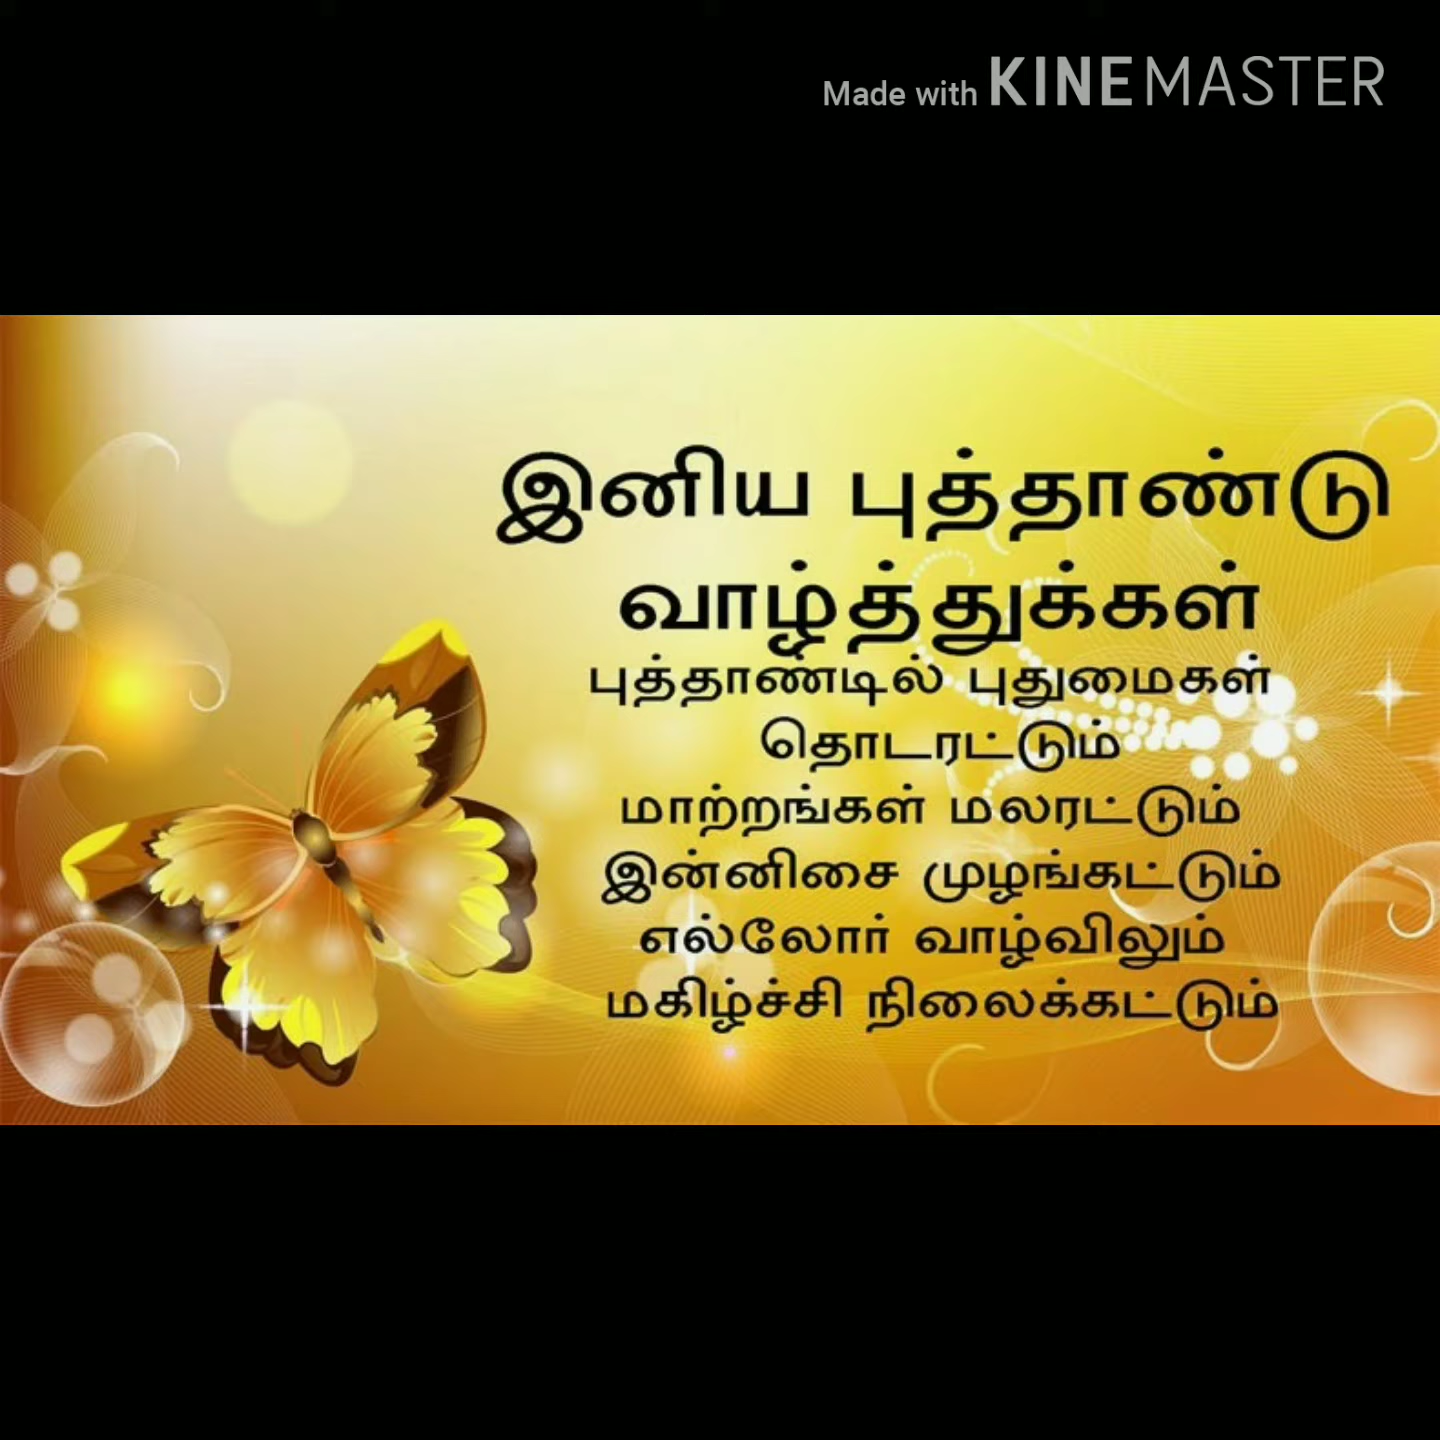 Made with KINEMASTER
இனிய புத்தாண்டு
வாழ்த்துக்கள்
புத்தாண்டில் புதுமைகள்
தொடரட்டும்
மாற்றங்கள் மலரட்டும்
இன்னிசை முழங்கட்டும்
எல்லோர் வாழ்விலும்
மகிழ்ச்சி நிலைக்கட்டும்